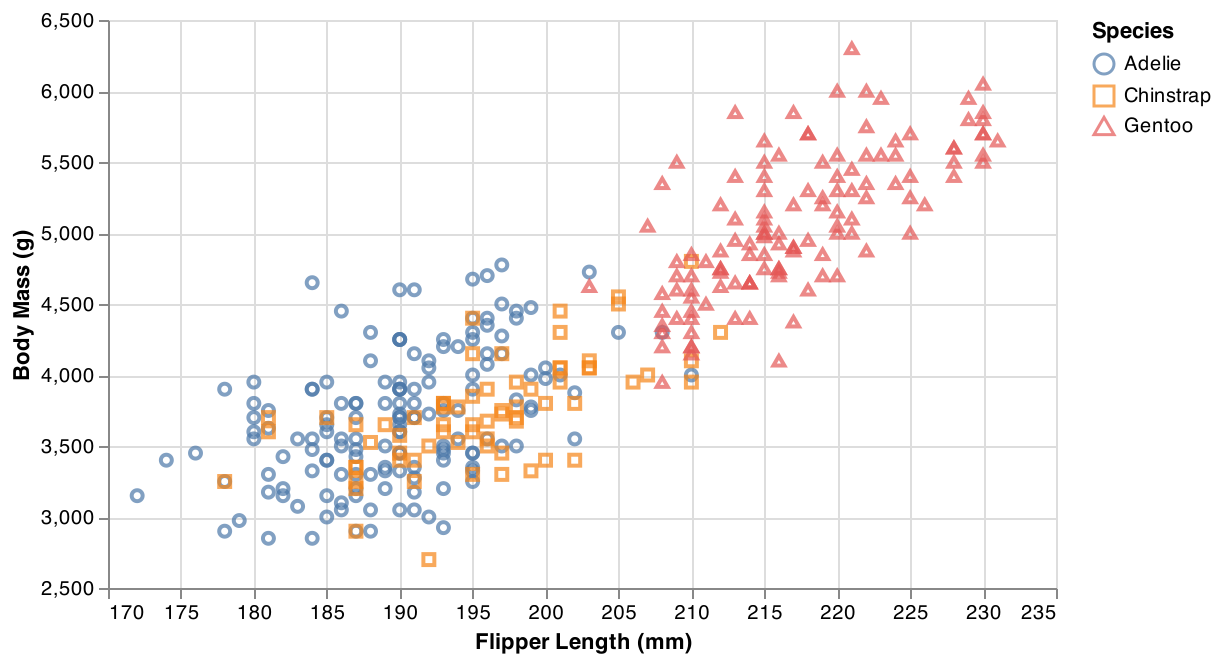 6,500
6,000
5,500
5,000
4,500
4,000
3,500
3,000
2,500
Body Mass (g)
170 175 180 185 190 195 200 205 210 215 220 225 230 235
Flipper Length (mm)
Species
Adelie
Chinstrap
Gentoo